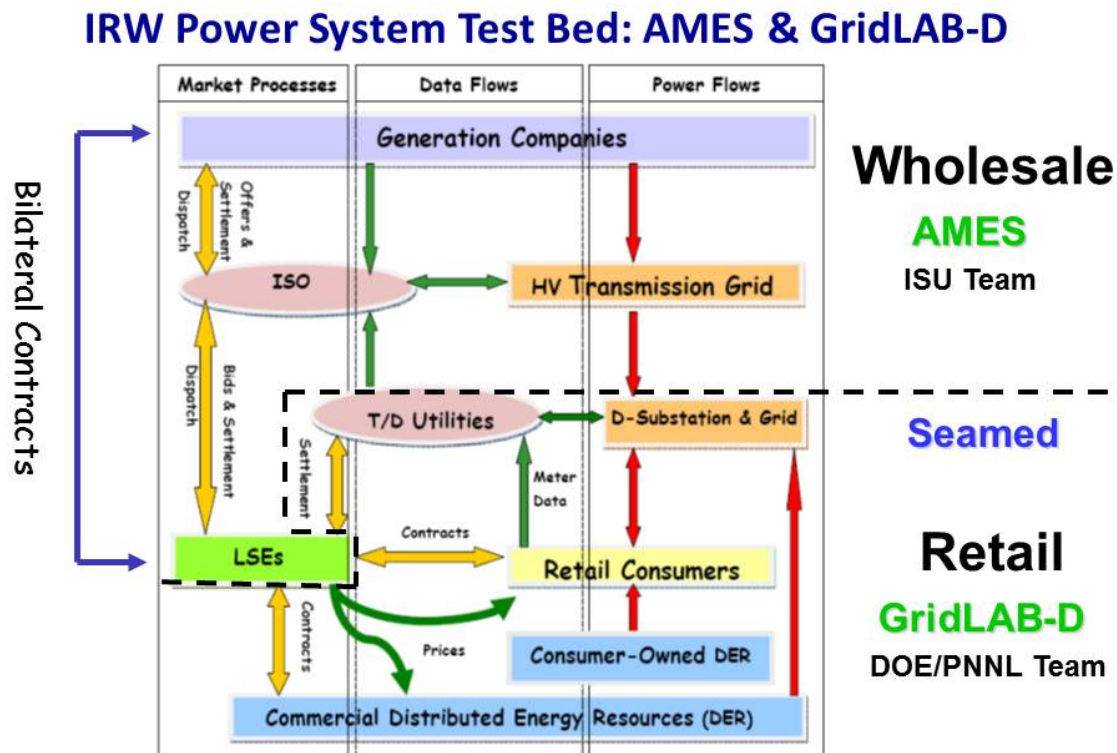 IRW Power System Test Bed: AMES & GridLAB-D
Market Processes
Data Flows
Power Flows
Generation Companies
Wholesale
AMES
ISU Team
Bilateral Contracts
Offers &
Settlement
Dispatch
ISO
HV Transmission Grid
Bids & Settlement
Dispatch
T/D Utilities
D-Substation & Grid
Seamed
Settlement
Meter
Data
Contracts
LSEs
Retail Consumers
Retail
GridLAB-D
DOE/PNNL Team
Contracts
Prices
Consumer-Owned DER
Commercial Distributed Energy Resources (DER)